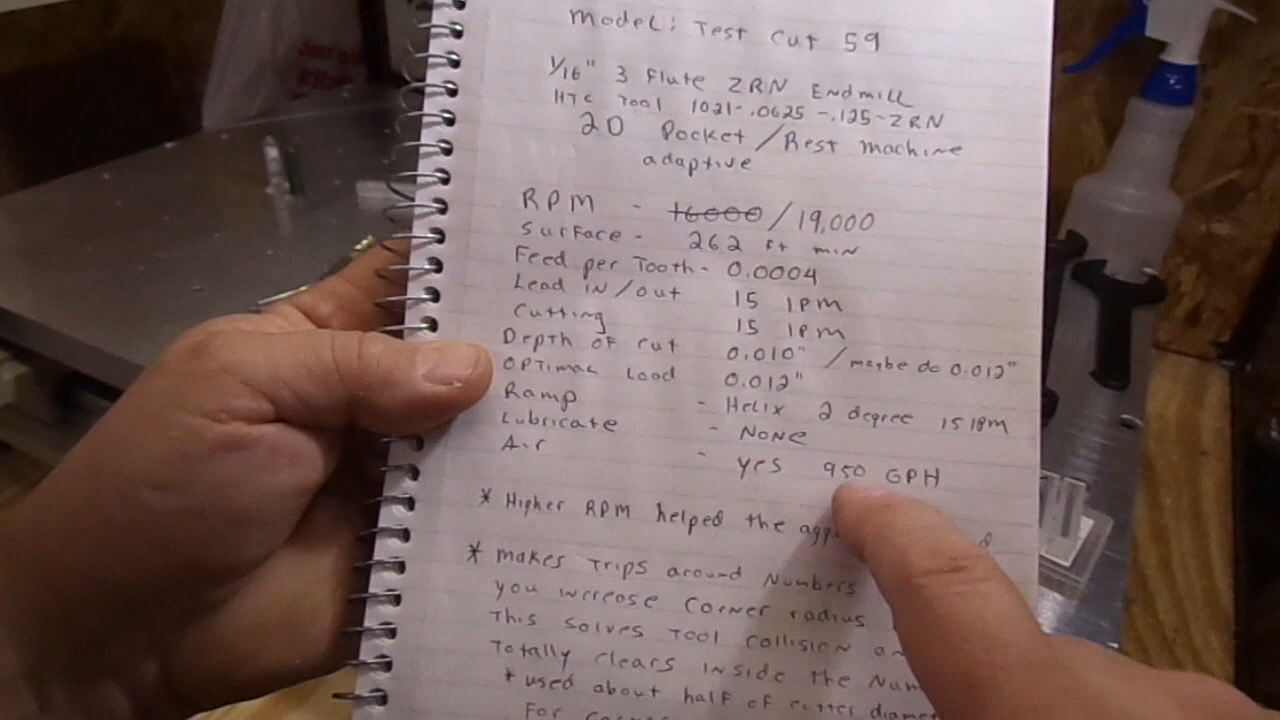 Model: Test Cut 59
1/16" 3 Flute ZRN Endmill
HTC Tool 1021-.0625-.125-ZRN
2D Pocket/Rest machine
adaptive
RPM - 16000 / 19,000
Surface - 262 ft min
Feed per Tooth - 0.0004
Lead IN/out 15 IPM
Cutting 15 IPM
Depth of cut 0.010" / maybe do 0.012"
OPTIMAL Load 0.012"
Ramp - Helix 2 degree 15 IPM
Lubricate - NONE
Air - yes 950 GPH
* Higher RPM helped the
* Makes Trips around Numbers
you increase corner radius
This solves Tool collision
Totally clears inside the
* used about half of cutter
For